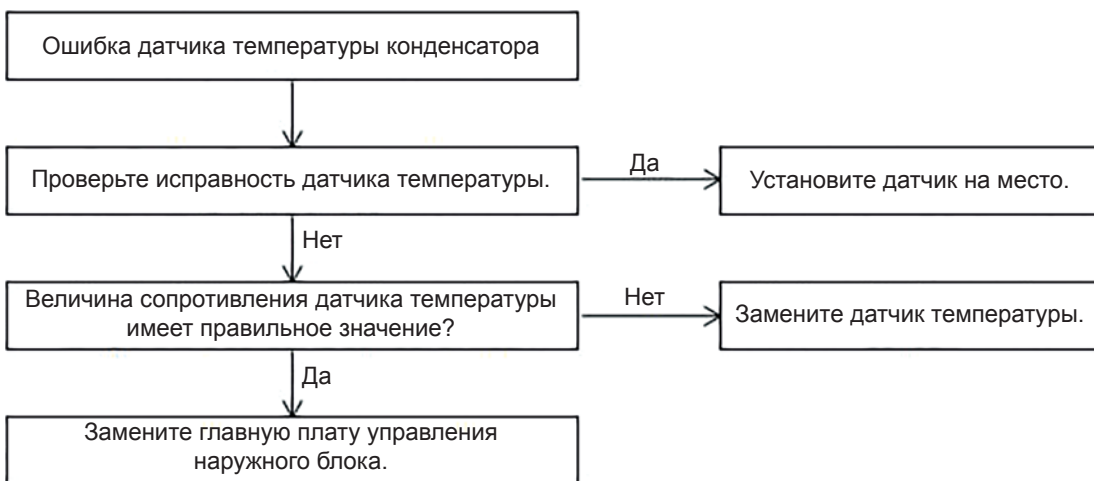 Ошибка датчика температуры конденсатора
Проверьте исправность датчика температуры.
Да
Установите датчик на место.
Нет
Величина сопротивления датчика температуры
имеет правильное значение?
Нет
Замените датчик температуры.
Да
Замените главную плату управления
наружного блока.